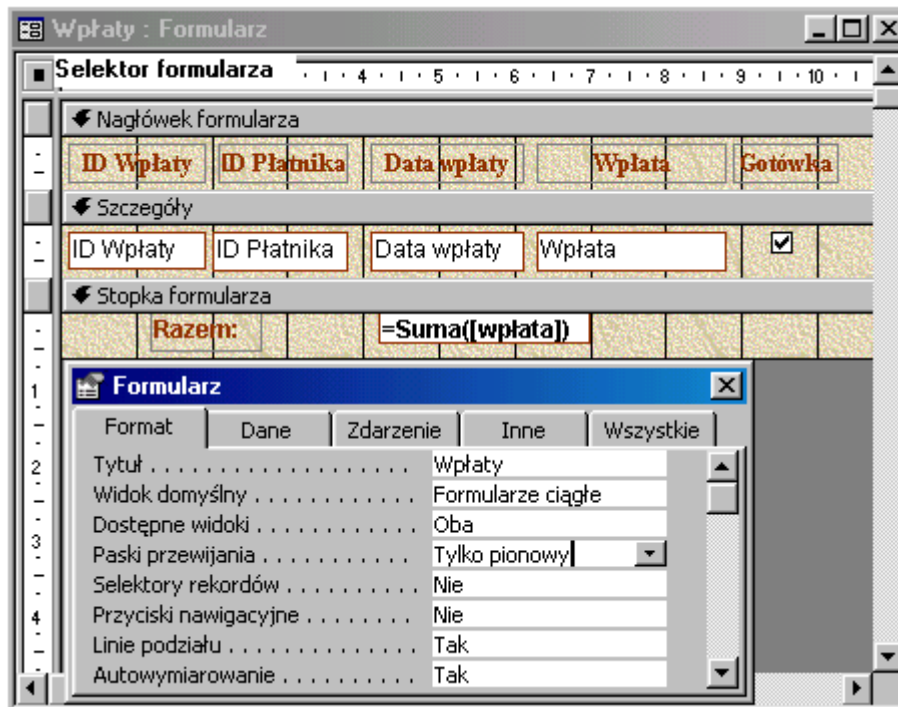 Wpłaty : Formularz
Selektor formularza 4 5 6 7 8 9 10
Nagłówek formularza
ID Wpłaty ID Płatnika Data wpłaty Wpłata Gotówka
Szczegóły
ID Wpłaty ID Płatnika Data wpłaty Wpłata
Stopka formularza
Razem: =Suma([wpłata])
1
2
3
4
Formularz
Format Dane Zdarzenie Inne Wszystkie
Tytuł . . . . . . . . . . . . . . . . . . . . Wpłaty
Widok domyślny . . . . . . . . . . . . . Formularze ciągłe
Dostępne widoki . . . . . . . . . . . . . Oba
Paski przewijania . . . . . . . . . . . . Tylko pionowy
Selektory rekordów . . . . . . . . . . Nie
Przyciski nawigacyjne . . . . . . . . Nie
Linie podziału . . . . . . . . . . . . . . . Tak
Autowymiarowanie . . . . . . . . . . Tak